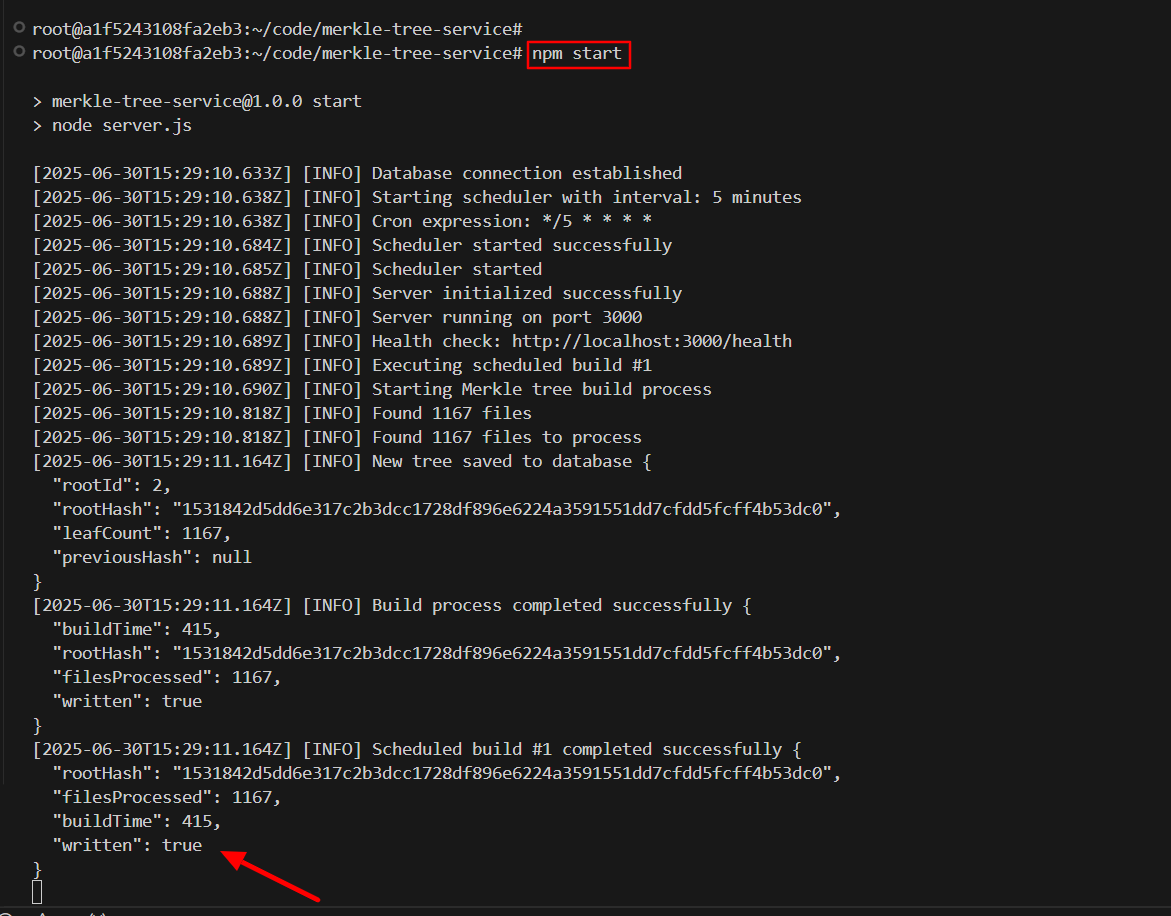 root@a1f5243108fa2eb3:~/code/merkle-tree-service#
root@a1f5243108fa2eb3:~/code/merkle-tree-service# npm start
> merkle-tree-service@1.0.0 start
> node server.js
[2025-06-30T15:29:10.633Z] [INFO] Database connection established
[2025-06-30T15:29:10.638Z] [INFO] Starting scheduler with interval: 5 minutes
[2025-06-30T15:29:10.638Z] [INFO] Cron expression: */5 * * * *
[2025-06-30T15:29:10.684Z] [INFO] Scheduler started successfully
[2025-06-30T15:29:10.685Z] [INFO] Scheduler started
[2025-06-30T15:29:10.688Z] [INFO] Server initialized successfully
[2025-06-30T15:29:10.688Z] [INFO] Server running on port 3000
[2025-06-30T15:29:10.689Z] [INFO] Health check: http://localhost:3000/health
[2025-06-30T15:29:10.689Z] [INFO] Executing scheduled build #1
[2025-06-30T15:29:10.690Z] [INFO] Starting Merkle tree build process
[2025-06-30T15:29:10.818Z] [INFO] Found 1167 files
[2025-06-30T15:29:10.818Z] [INFO] Found 1167 files to process
[2025-06-30T15:29:11.164Z] [INFO] New tree saved to database {
  "rootId": 2,
  "rootHash": "1531842d5dd6e317c2b3dcc1728df896e6224a3591551dd7cfdd5fcff4b53dc0",
  "leafCount": 1167,
  "previousHash": null
}
[2025-06-30T15:29:11.164Z] [INFO] Build process completed successfully {
  "buildTime": 415,
  "rootHash": "1531842d5dd6e317c2b3dcc1728df896e6224a3591551dd7cfdd5fcff4b53dc0",
  "filesProcessed": 1167,
  "written": true
}
[2025-06-30T15:29:11.164Z] [INFO] Scheduled build #1 completed successfully {
  "rootHash": "1531842d5dd6e317c2b3dcc1728df896e6224a3591551dd7cfdd5fcff4b53dc0",
  "filesProcessed": 1167,
  "buildTime": 415,
  "written": true
}